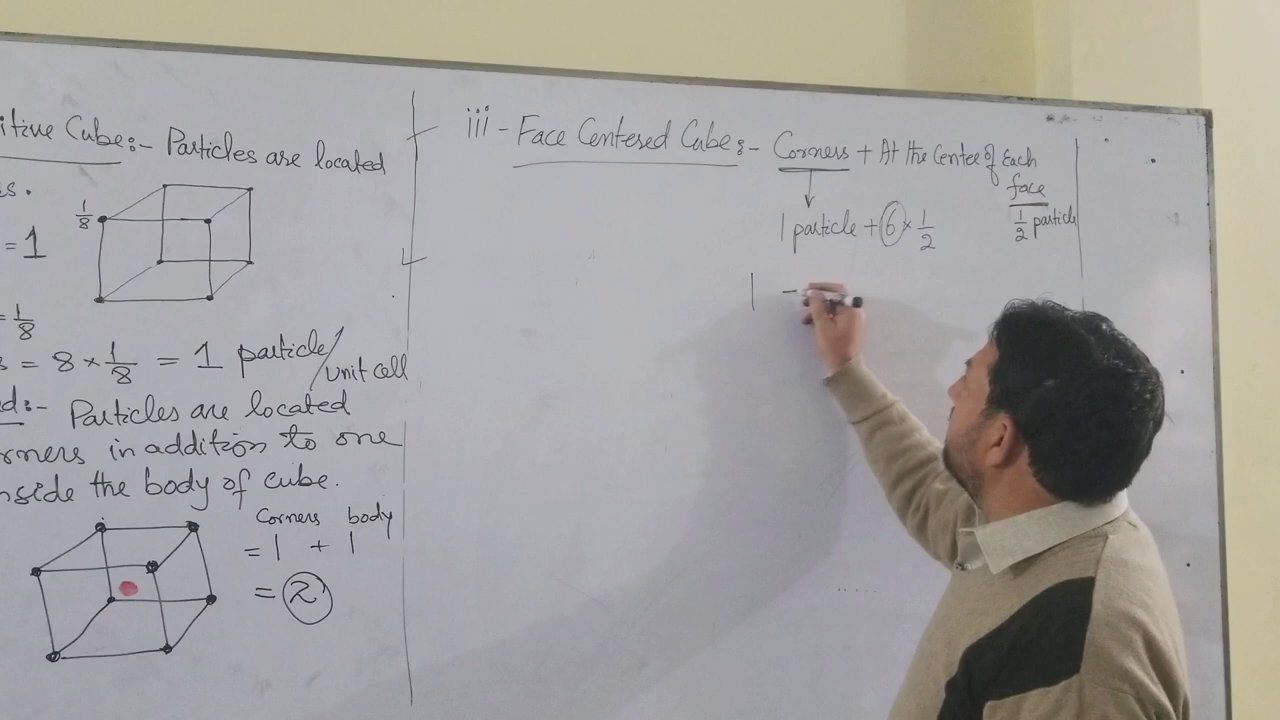 itive Cube:- Particles are located
es.
1/8
= 1
= 1/8
s = 8 × 1/8 = 1 particle/unit cell
d:- Particles are located
rners in addition to one
nside the body of cube.
Corners body
= 1 + 1
= 2
iii - Face Centered Cube:- Corners + At the Center of Each face
1 particle + 6 × 1/2
1/2 particle
1 -